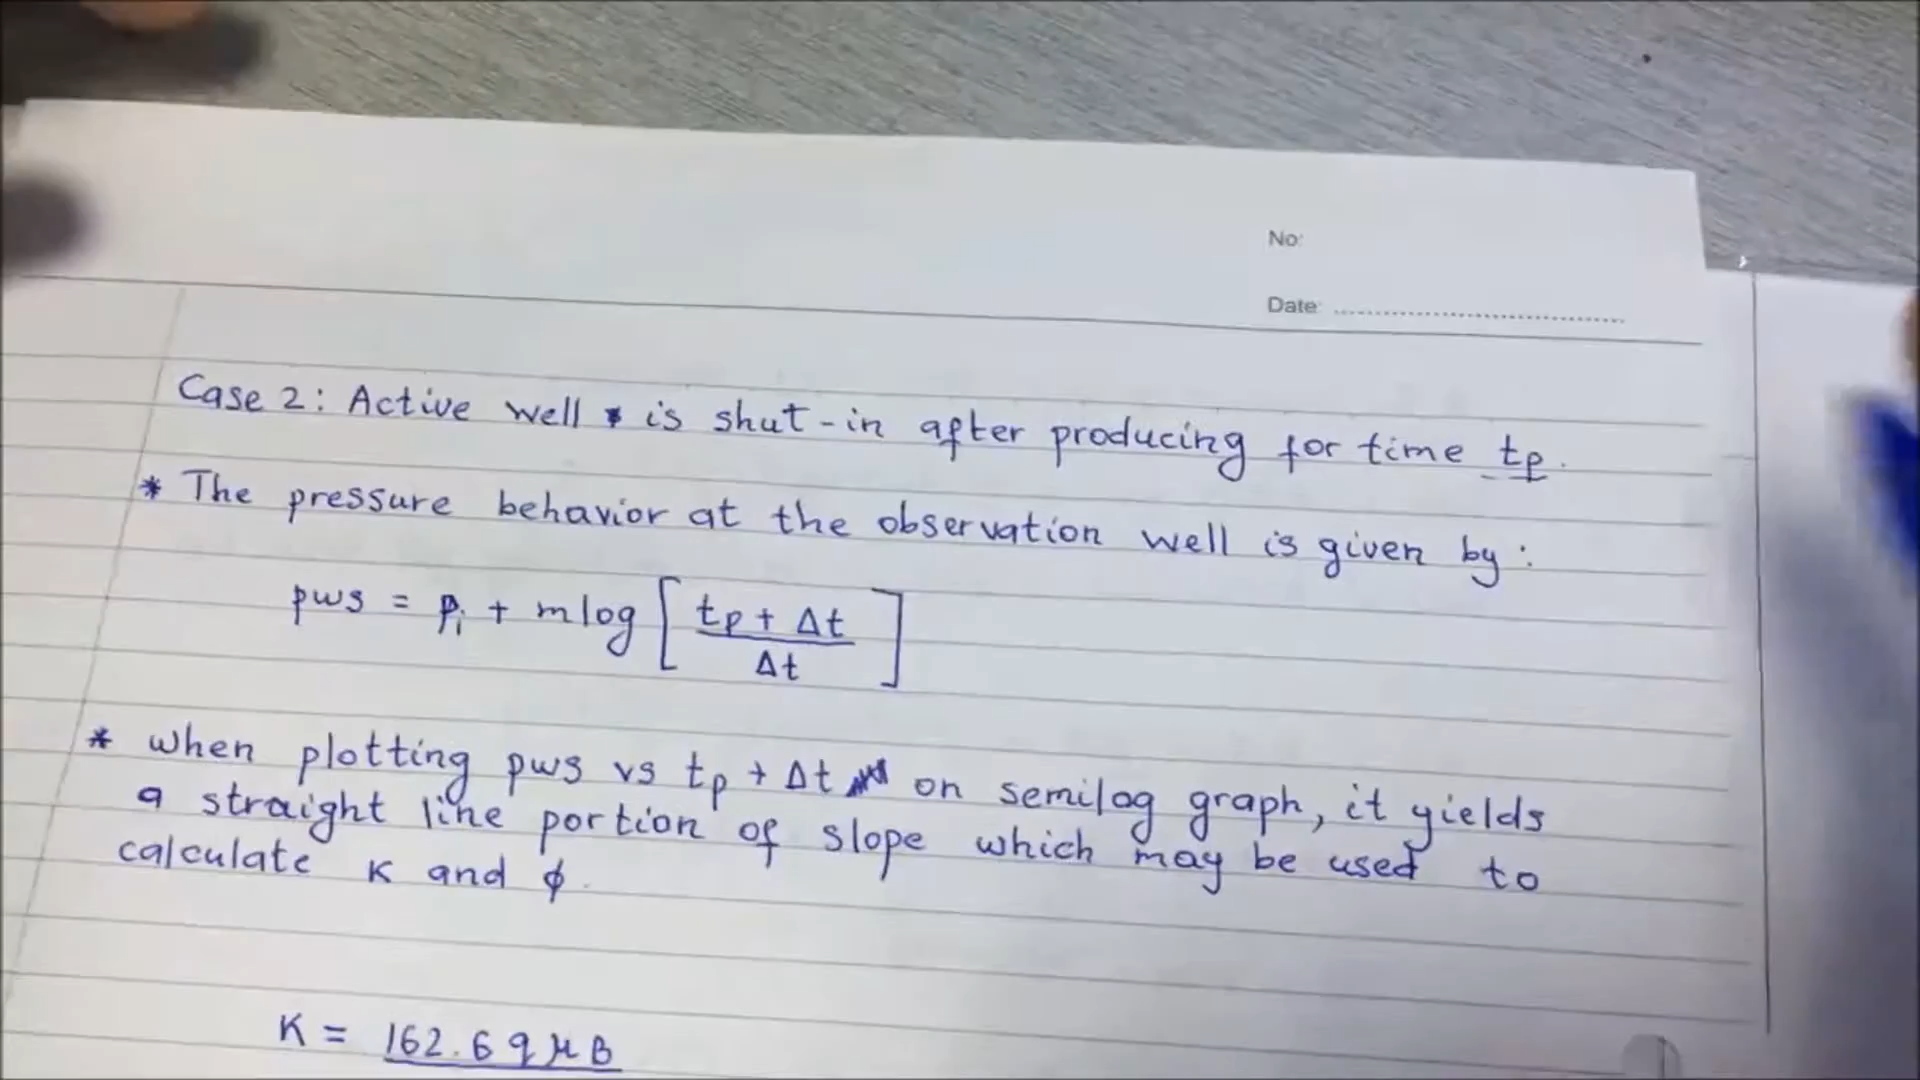 No:
Date:
Case 2: Active well is shut-in after producing for time tp.
* The pressure behavior at the observation well is given by:
pws = pi + m log [ tp + Δt
Δt ]
* when plotting pws vs tp + Δt on semilog graph, it yields
a straight line portion of slope which may be used to
calculate K and ϕ.
K = 162.6 q μ B